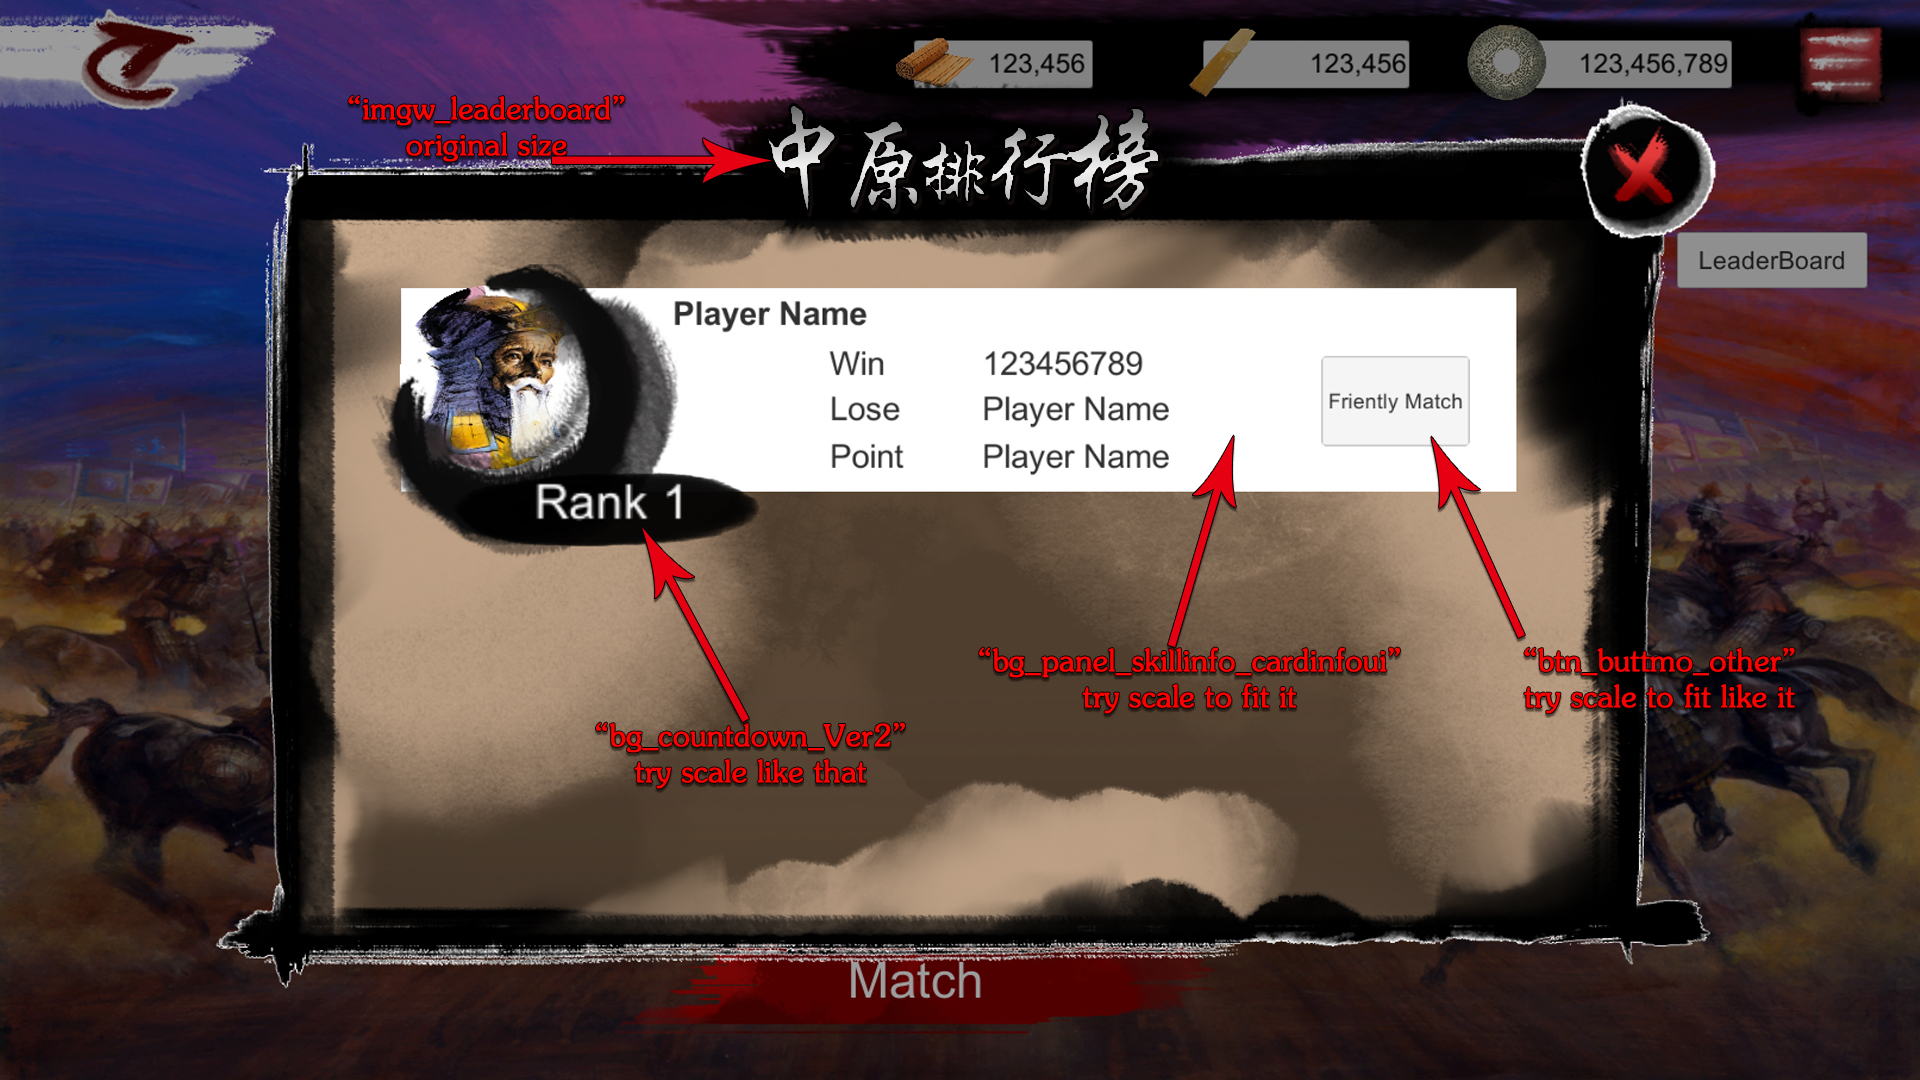 123,456
123,456
123,456,789
“imgw_leaderboard”
original size
中原排行榜
LeaderBoard
Player Name
Win 123456789
Lose Player Name
Point Player Name
Friently Match
Rank 1
“bg_panel_skillinfo_cardinfoui”
try scale to fit it
“btn_buttmo_other”
try scale to fit like it
“bg_countdown_Ver2”
try scale like that
Match